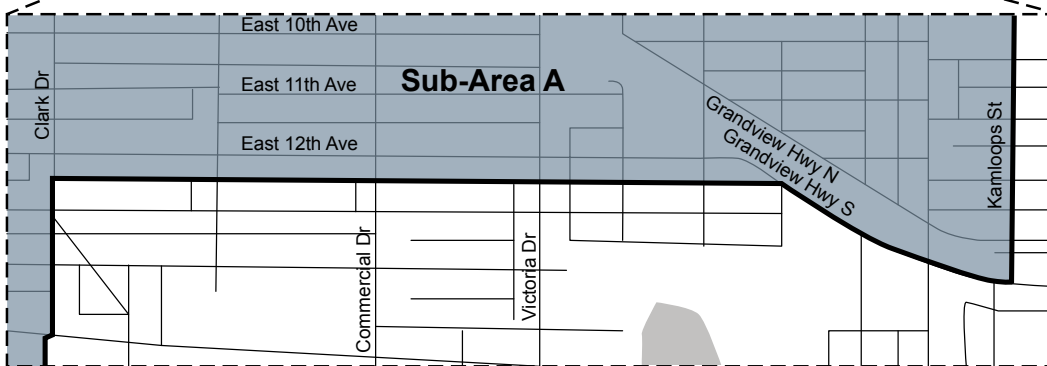 East 10th Ave
Sub-Area A
East 11th Ave
Clark Dr
Grandview Hwy N
Grandview Hwy S
Kamloops St
East 12th Ave
Commercial Dr
Victoria Dr